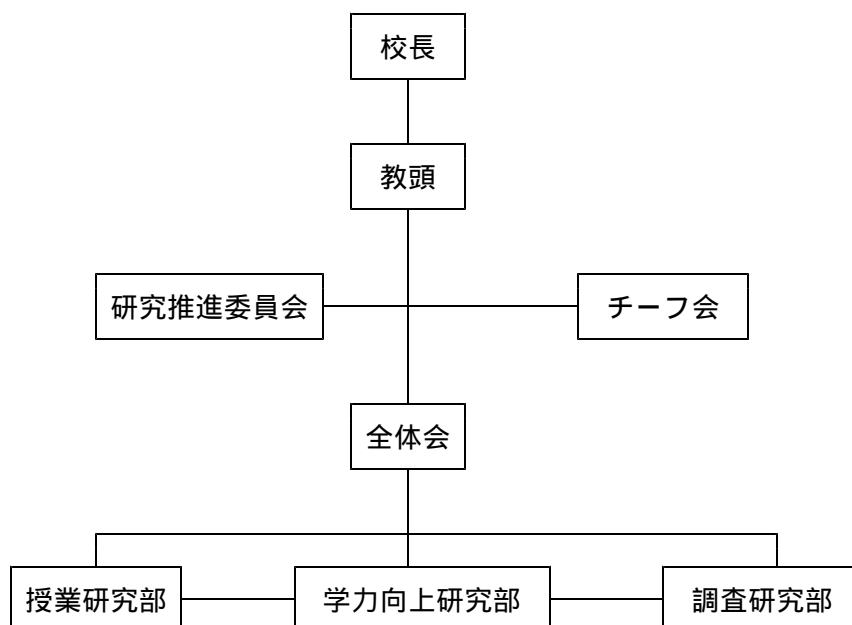 校長
教頭
研究推進委員会
チーフ会
全体会
授業研究部
学力向上研究部
調査研究部